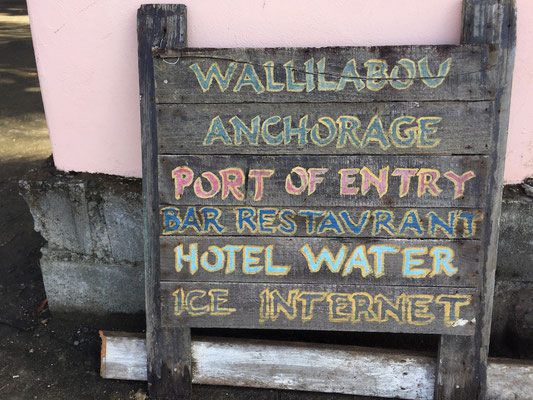 WALLILABOU
ANCHORAGE
PORT OF ENTRY
BAR RESTAURANT
HOTEL WATER
ICE INTERNET